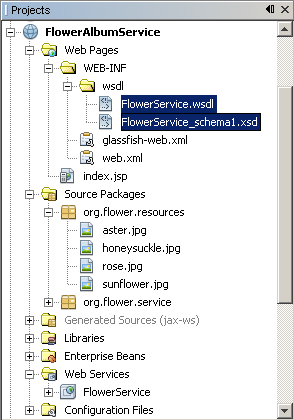 Projects
FlowerAlbumService
Web Pages
WEB-INF
wsdl
FlowerService.wsdl
FlowerService_schema1.xsd
glassfish-web.xml
web.xml
index.jsp
Source Packages
org.flower.resources
aster.jpg
honeysuckle.jpg
rose.jpg
sunflower.jpg
org.flower.service
Generated Sources (jax-ws)
Libraries
Enterprise Beans
Web Services
FlowerService
Configuration Files